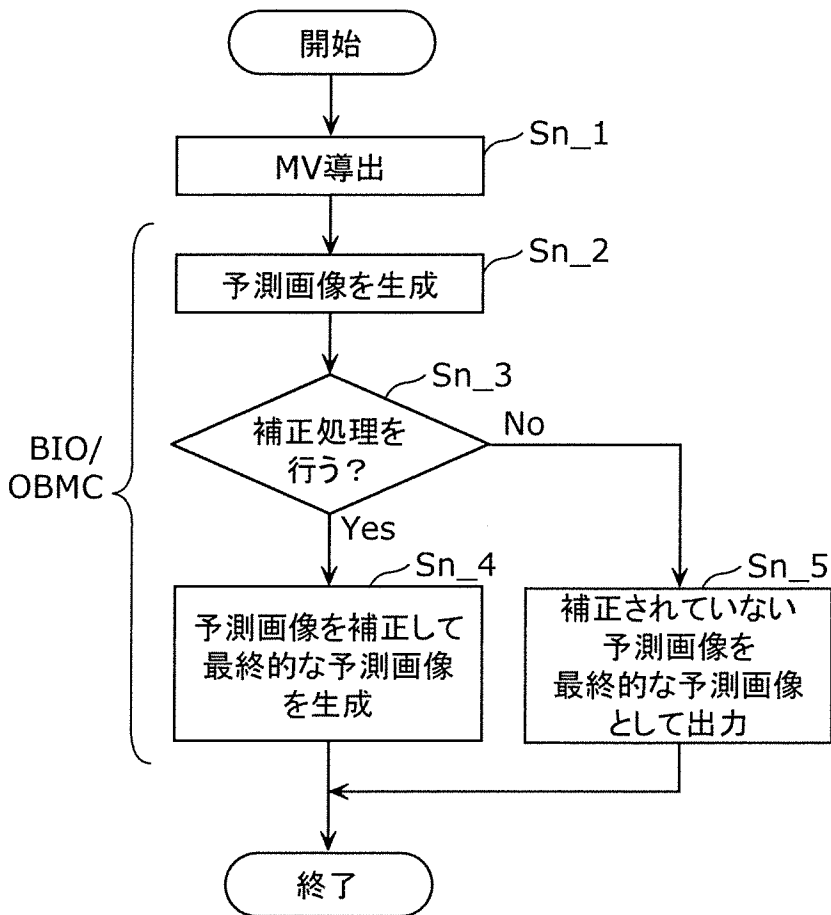 開始
Sn_1
MV導出
Sn_2
予測画像を生成
Sn_3
補正処理を
行う?
No
Yes
BIO/
OBMC
Sn_4
予測画像を補正して
最終的な予測画像
を生成
Sn_5
補正されていない
予測画像を
最終的な予測画像
として出力
終了